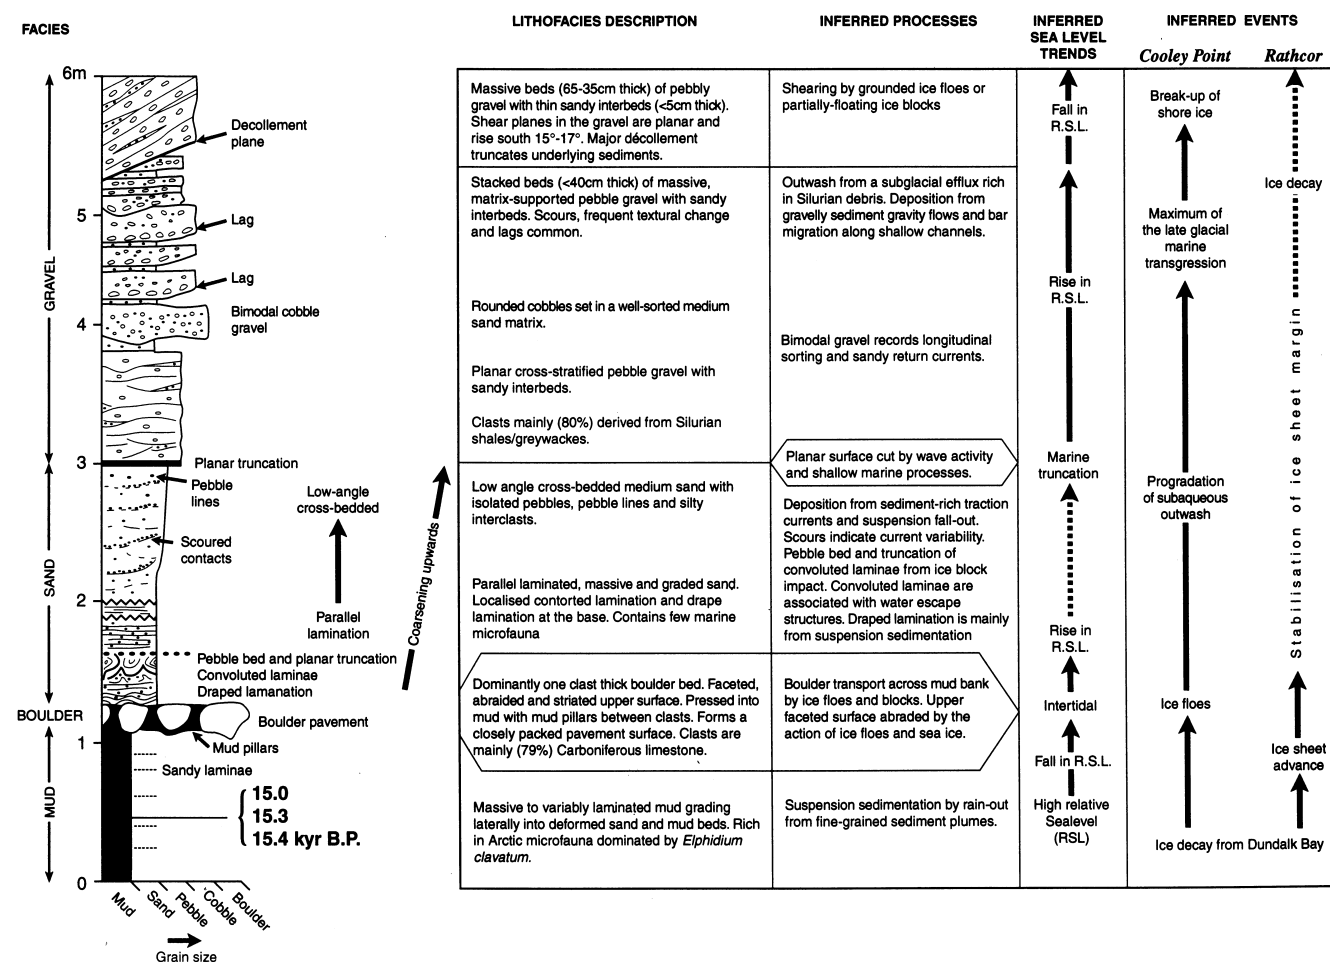 FACIES
LITHOFACIES DESCRIPTION
INFERRED PROCESSES
INFERRED
SEA LEVEL
TRENDS
INFERRED EVENTS
Cooley Point
Rathcor
6m
5
4
3
2
1
0
GRAVEL
SAND
BOULDER
MUD
Decollement
plane
Lag
Lag
Bimodal cobble
gravel
Planar truncation
Pebble
lines
Scoured
contacts
Low-angle
cross-bedded
Parallel
lamination
Coarsening upwards
Pebble bed and planar truncation
Convoluted laminae
Draped lamanation
Boulder pavement
Mud pillars
Sandy laminae
15.0
15.3
15.4 kyr B.P.
Mud
Sand
Pebble
Cobble
Boulder
Grain size
Massive beds (65-35cm thick) of pebbly
gravel with thin sandy interbeds (<5cm thick).
Shear planes in the gravel are planar and
rise south 15°-17°. Major décollement
truncates underlying sediments.
Stacked beds (<40cm thick) of massive,
matrix-supported pebble gravel with sandy
interbeds. Scours, frequent textural change
and lags common.
Rounded cobbles set in a well-sorted medium
sand matrix.
Planar cross-stratified pebble gravel with
sandy interbeds.
Clasts mainly (80%) derived from Silurian
shales/greywackes.
Low angle cross-bedded medium sand with
isolated pebbles, pebble lines and silty
interclasts.
Parallel laminated, massive and graded sand.
Localised contorted lamination and drape
lamination at the base. Contains few marine
microfauna
Dominantly one clast thick boulder bed. Faceted,
abraided and striated upper surface. Pressed into
mud with mud pillars between clasts. Forms a
closely packed pavement surface. Clasts are
mainly (79%) Carboniferous limestone.
Massive to variably laminated mud grading
laterally into deformed sand and mud beds. Rich
in Arctic microfauna dominated by Elphidium
clavatum.
Shearing by grounded ice floes or
partially-floating ice blocks
Outwash from a subglacial efflux rich
in Silurian debris. Deposition from
gravelly sediment gravity flows and bar
migration along shallow channels.
Bimodal gravel records longitudinal
sorting and sandy return currents.
Planar surface cut by wave activity
and shallow marine processes.
Deposition from sediment-rich traction
currents and suspension fall-out.
Scours indicate current variability.
Pebble bed and truncation of
convoluted laminae from ice block
impact. Convoluted laminae are
associated with water escape
structures. Draped lamination is mainly
from suspension sedimentation
Boulder transport across mud bank
by ice floes and blocks. Upper
faceted surface abraded by the
action of ice floes and sea ice.
Suspension sedimentation by rain-out
from fine-grained sediment plumes.
Fall in
R.S.L.
Rise in
R.S.L.
Marine
truncation
Rise in
R.S.L.
Intertidal
Fall in R.S.L.
High relative
Sealevel
(RSL)
Break-up of
shore ice
Maximum of
the late glacial
marine
transgression
Progradation
of subaqueous
outwash
Ice floes
Ice decay from Dundalk Bay
Ice decay
Stabilisation of ice sheet margin
Ice sheet
advance